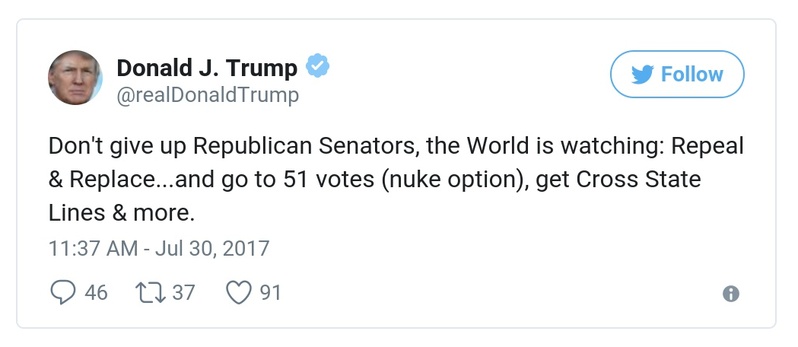 Donald J. Trump
Follow
@realDonaldTrump
Don't give up Republican Senators, the World is watching: Repeal
& Replace...and go to 51 votes (nuke option), get Cross State
Lines & more.
11:37 AM - Jul 30, 2017
46 37 91